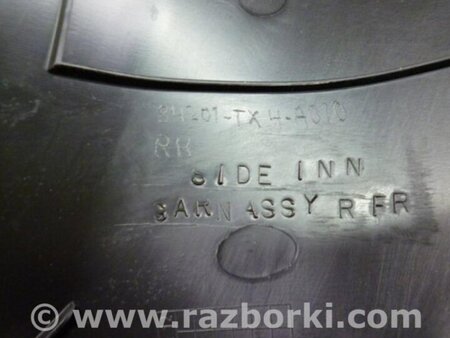 RR
SIDE INN
GARN ASSY R FR
© www.razborki.com